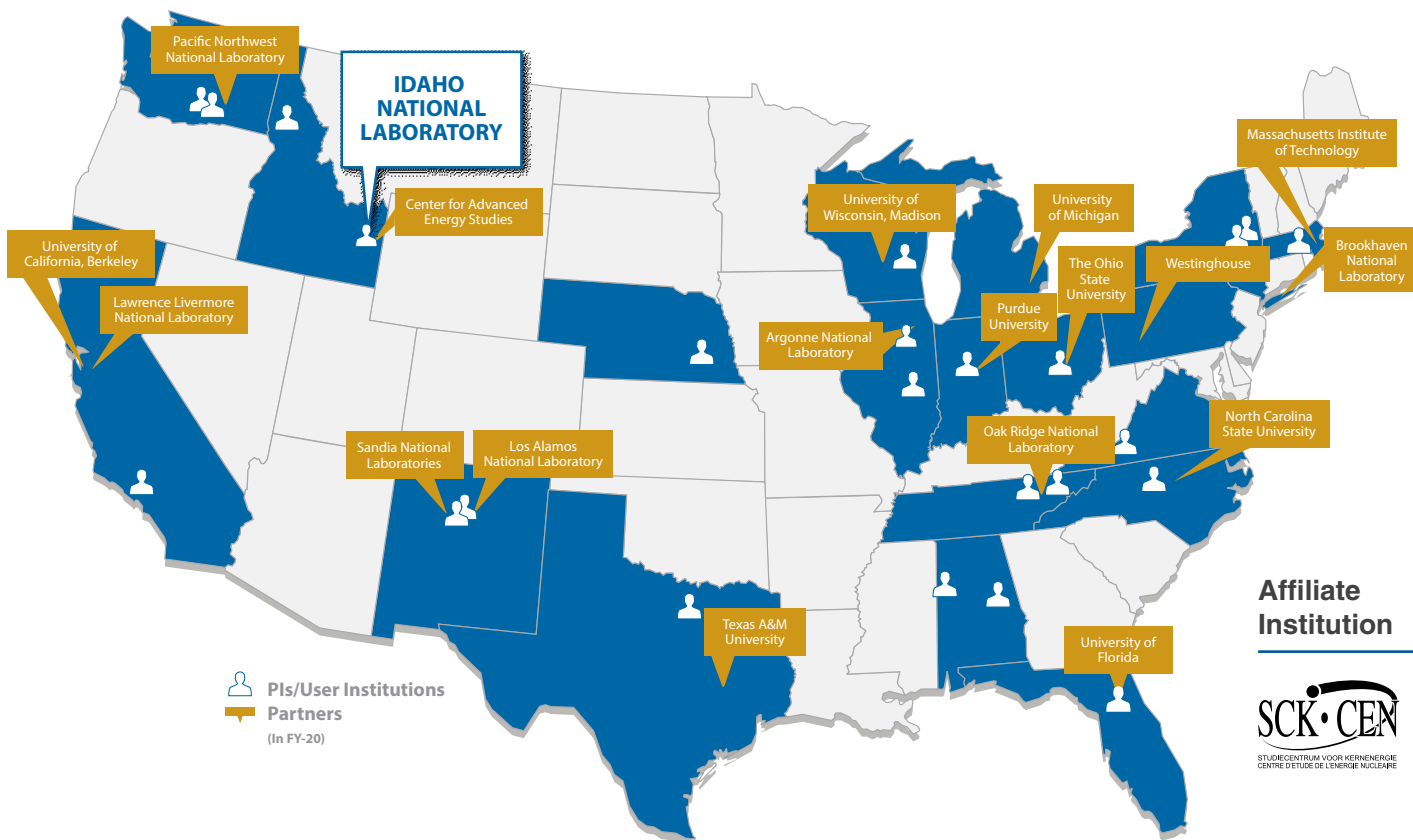 Pacific Northwest
National Laboratory
IDAHO
NATIONAL
LABORATORY
Massachusetts Institute
of Technology
Center for Advanced
Energy Studies
University of
Wisconsin, Madison
University
of Michigan
University of
California, Berkeley
The Ohio
State
University
Westinghouse
Brookhaven
National
Laboratory
Lawrence Livermore
National Laboratory
Purdue
University
Argonne National
Laboratory
North Carolina
State University
Oak Ridge National
Laboratory
Sandia National
Laboratories
Los Alamos
National Laboratory
Texas A&M
University
University of
Florida
PIs/User Institutions
Partners
(In FY-20)
Affiliate
Institution
SCK•CEN
STUDIECENTRUM VOOR KERNENERGIE
CENTRE D'ETUDE DE L'ENERGIE NUCLEAIRE